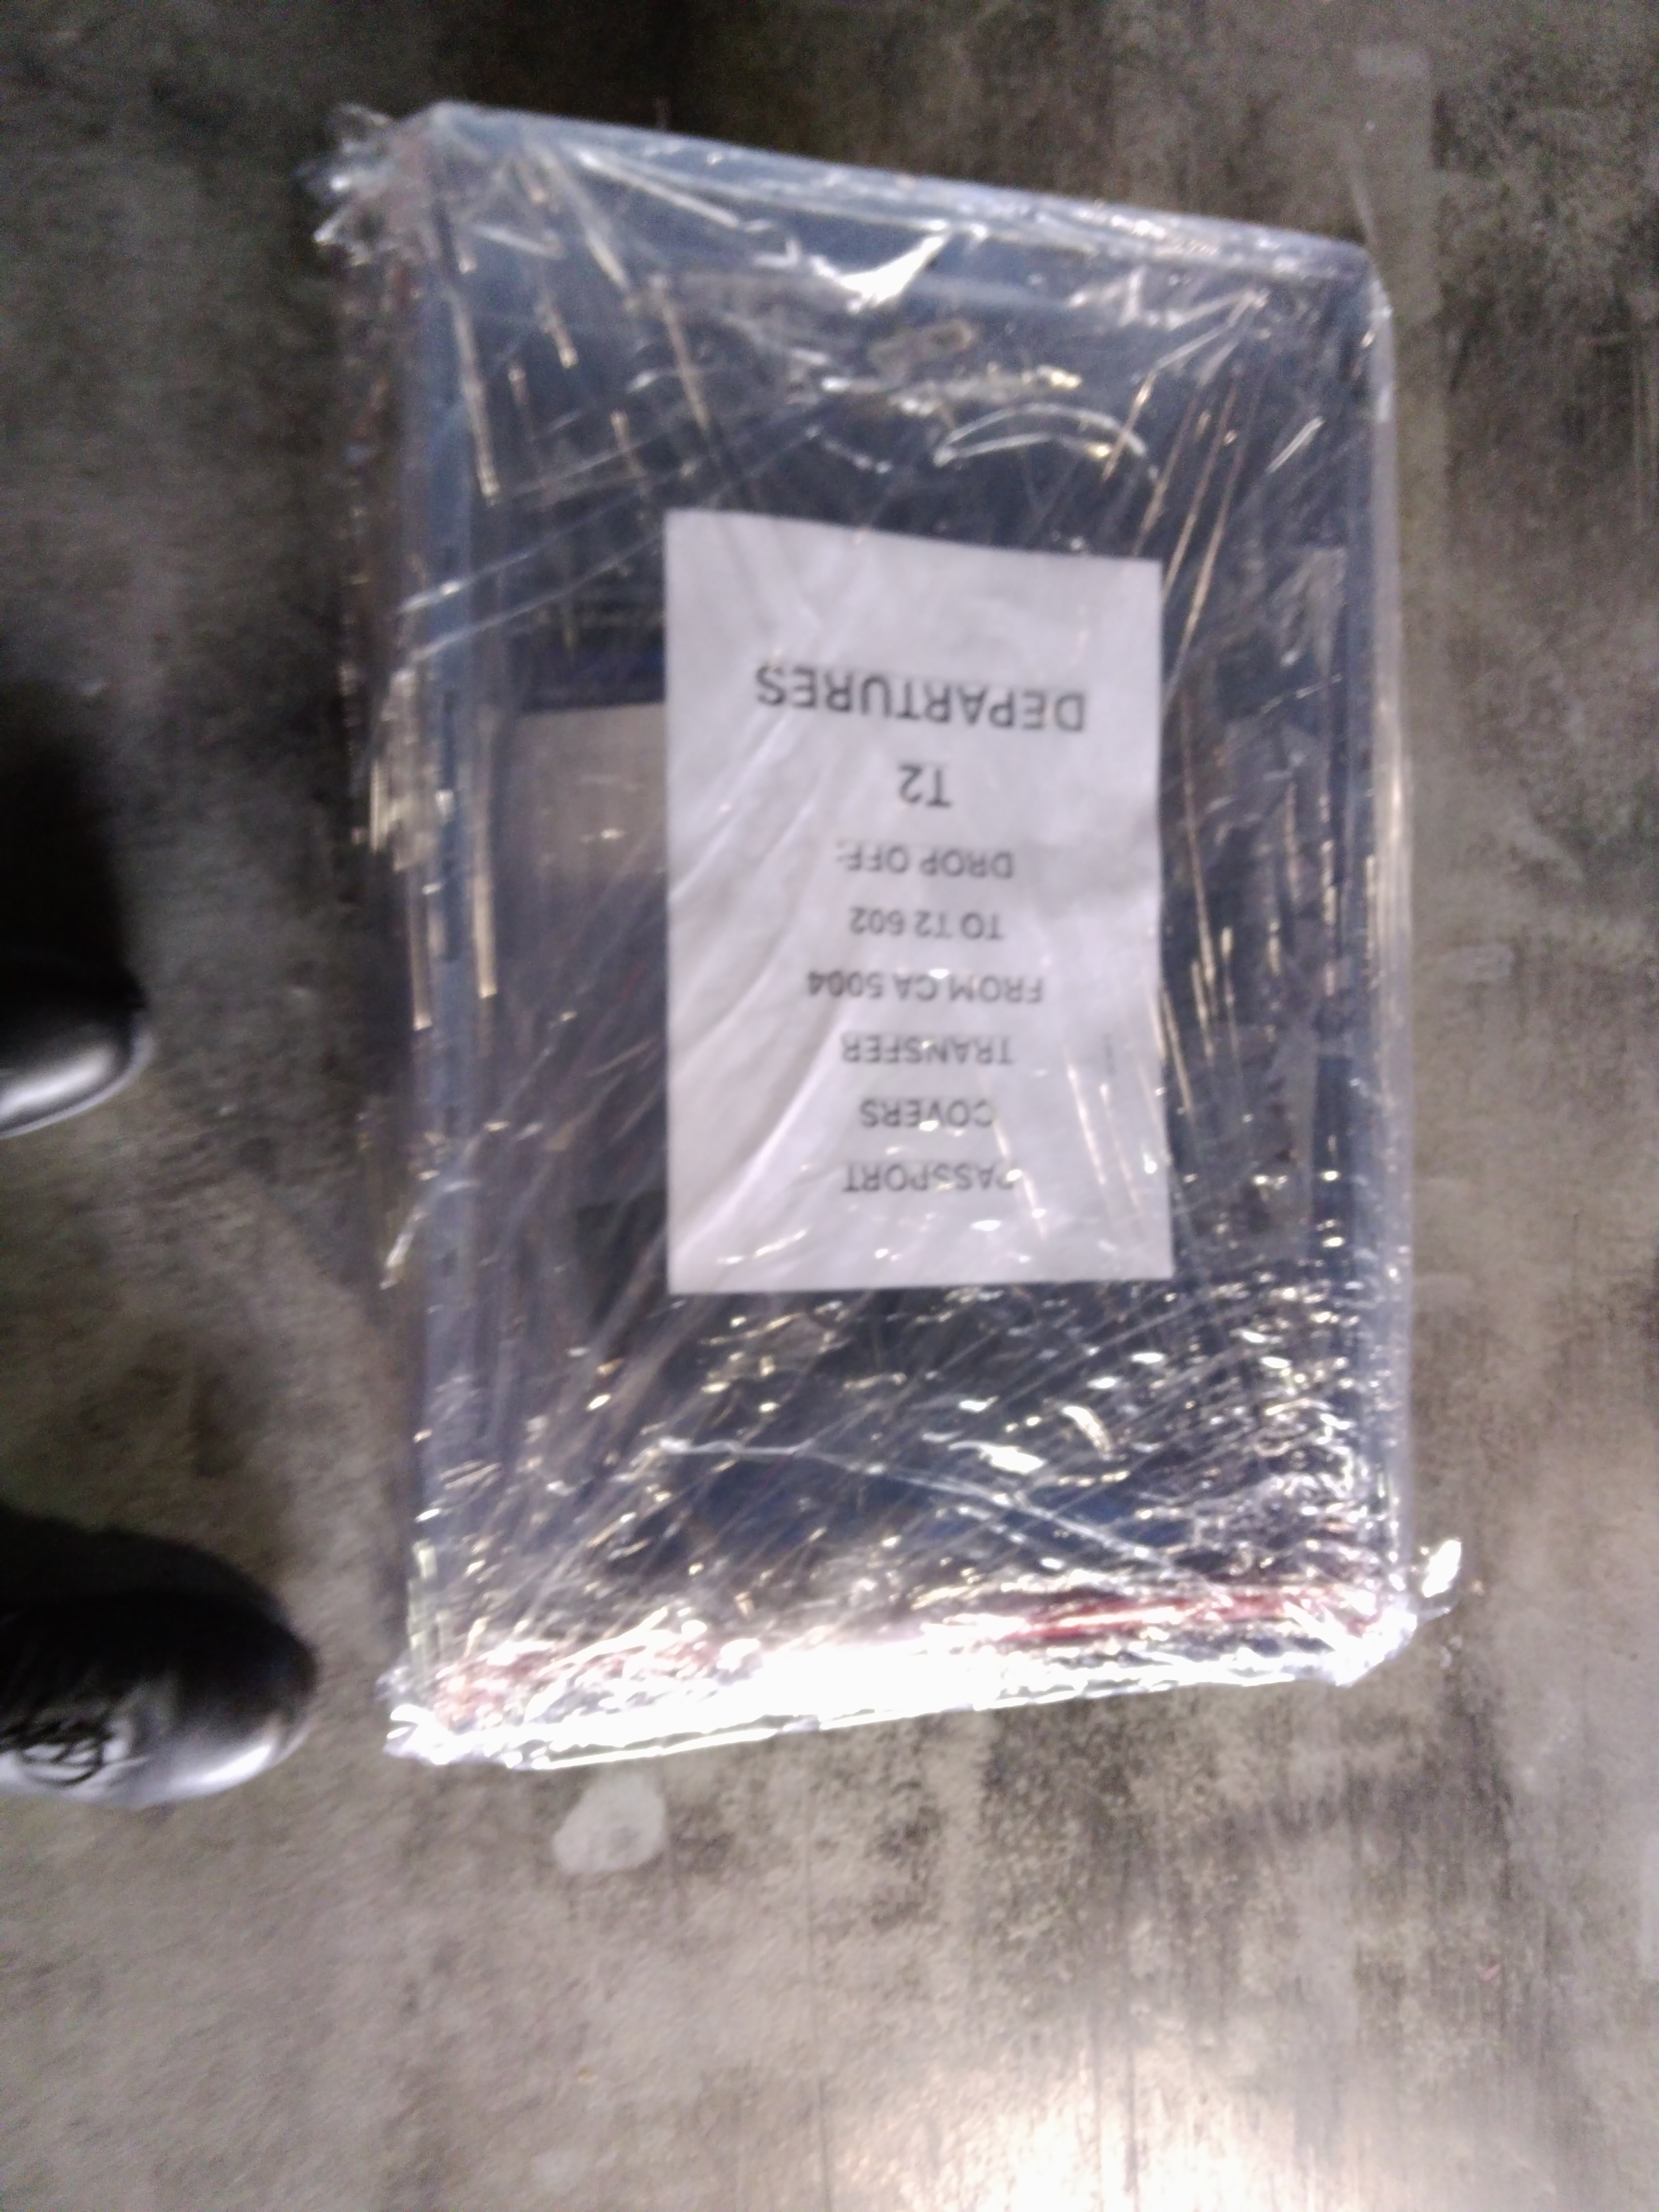 PASSPORT
COVERS
TRANSFER
FROM CA 5004
TO T2 602
DROP OFF:
T2
DEPARTURES